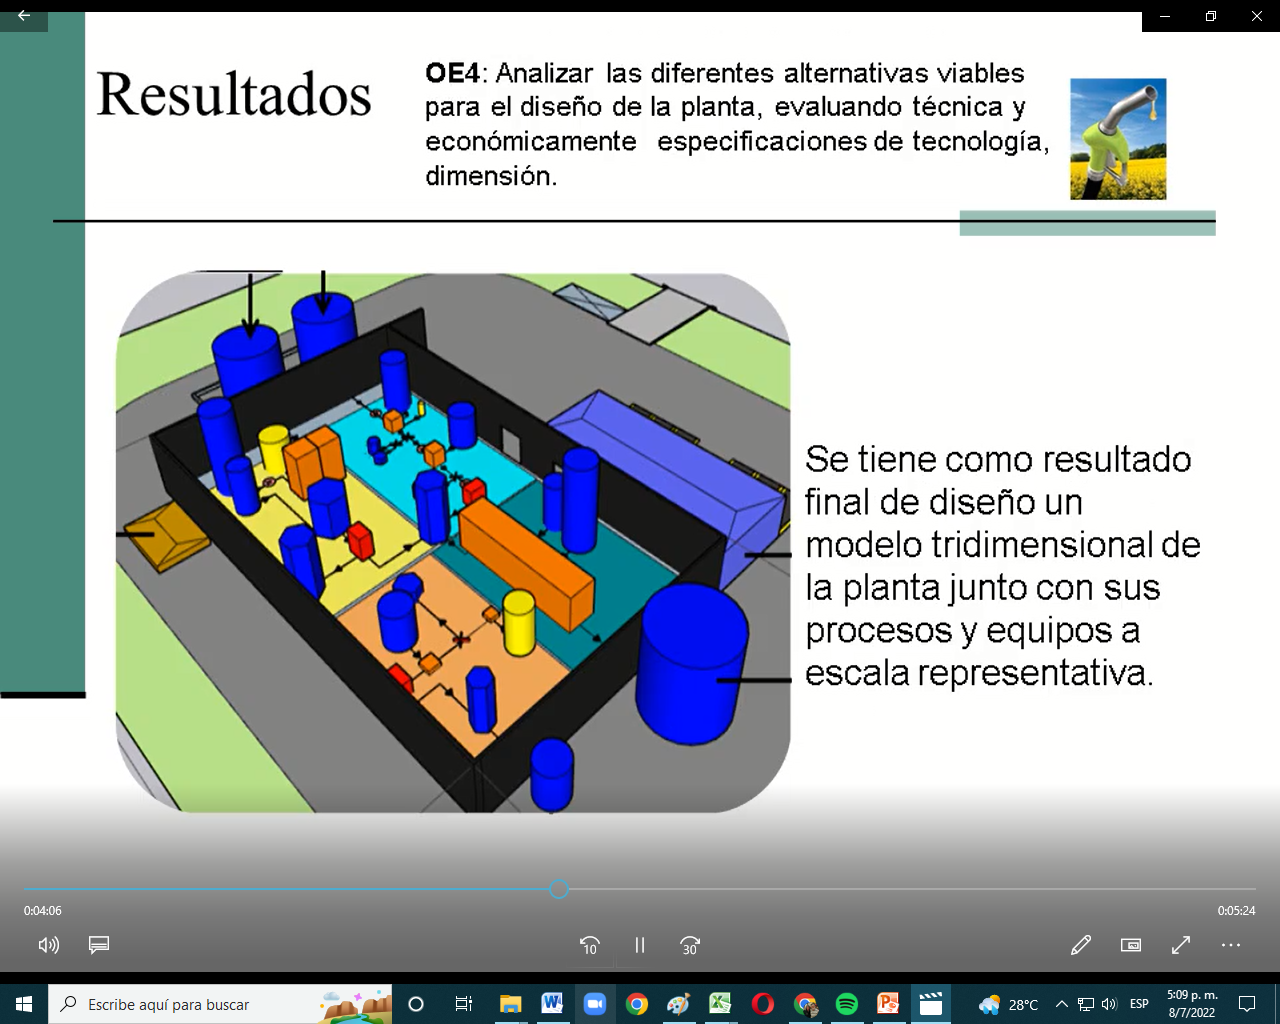 Resultados
OE4: Analizar las diferentes alternativas viables
para el diseño de la planta, evaluando técnica y
económicamente especificaciones de tecnología,
dimensión.
Se tiene como resultado
final de diseño un
modelo tridimensional de
la planta junto con sus
procesos y equipos a
escala representativa.
0:04:06
0:05:24
10
30
Escribe aquí para buscar
28°C
ESP
5:09 p. m.
8/7/2022